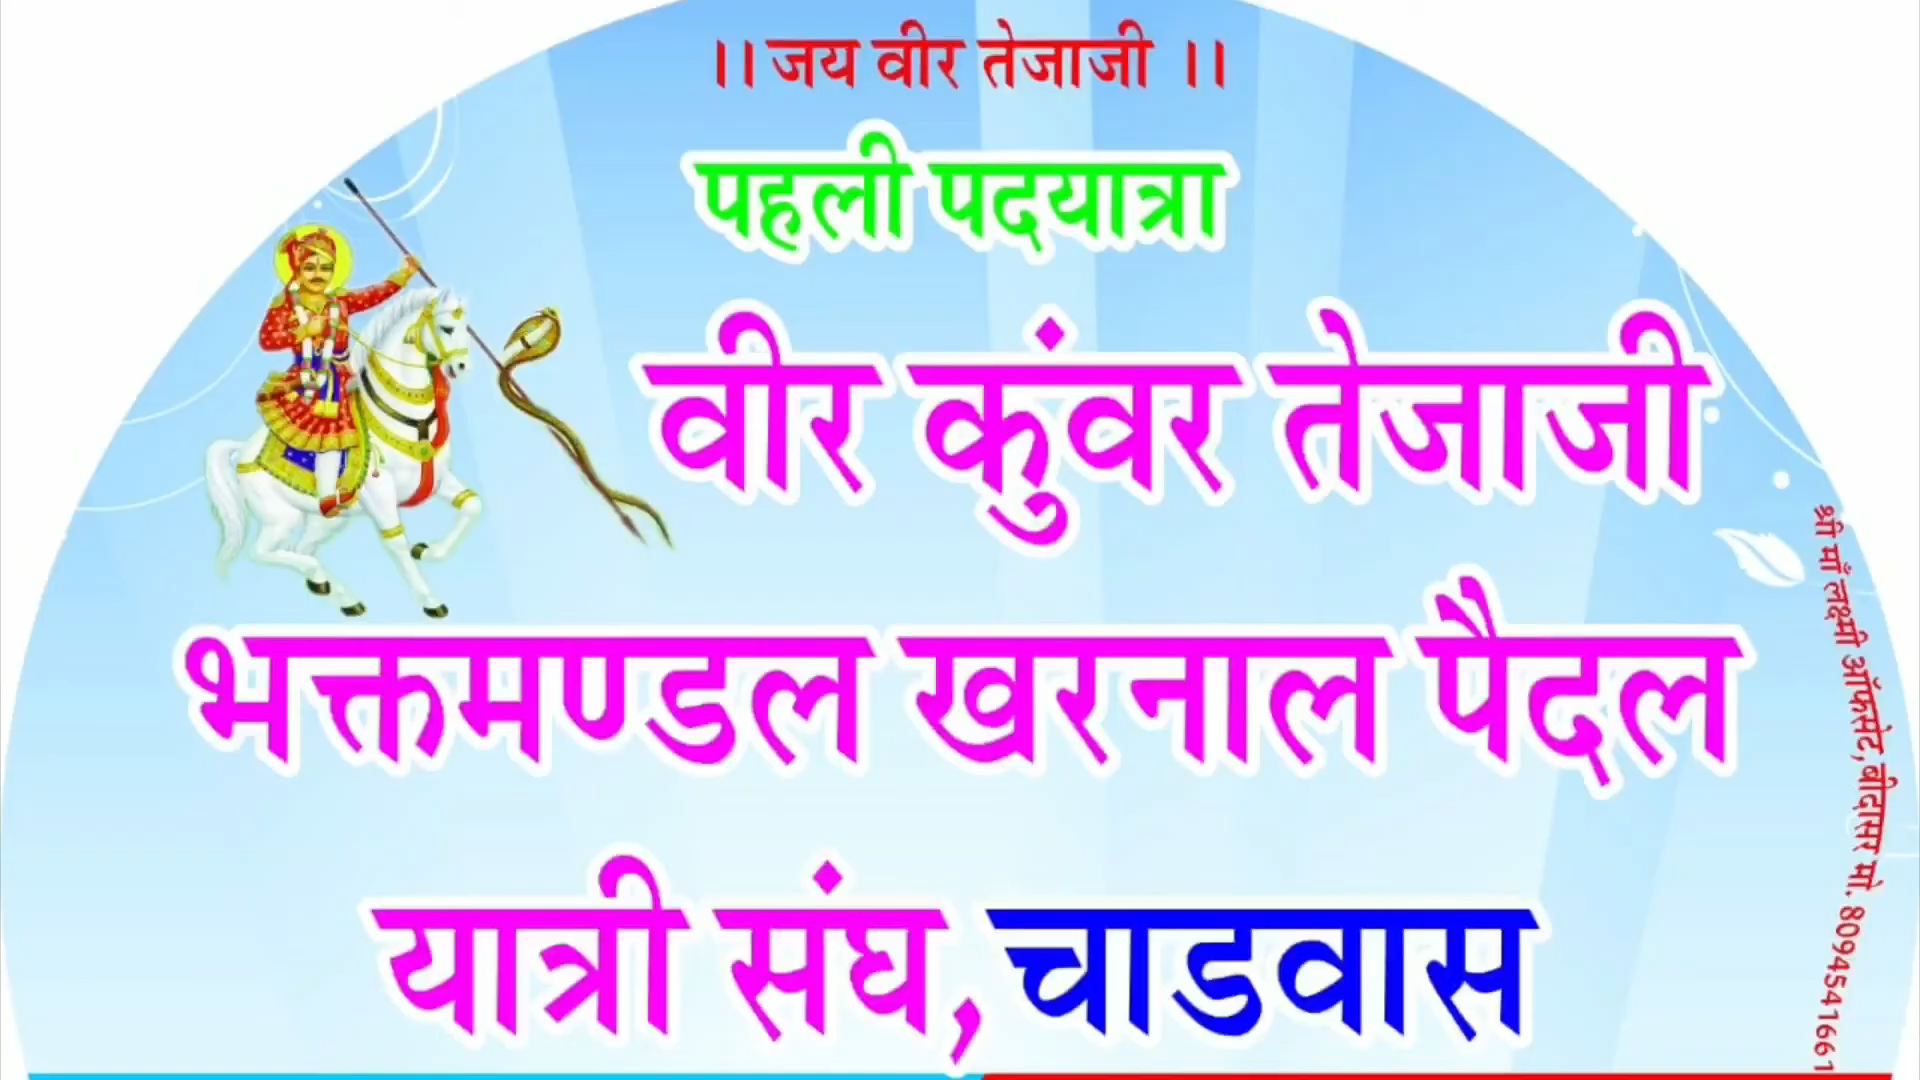 ।। जय वीर तेजाजी ।।
पहली पदयात्रा
वीर कुंवर तेजाजी
भक्तमण्डल खरनाल पैदल
यात्री संघ, चाडवास
श्री माँ लक्ष्मी ऑफसेट, बीदासर मो. 8094541661